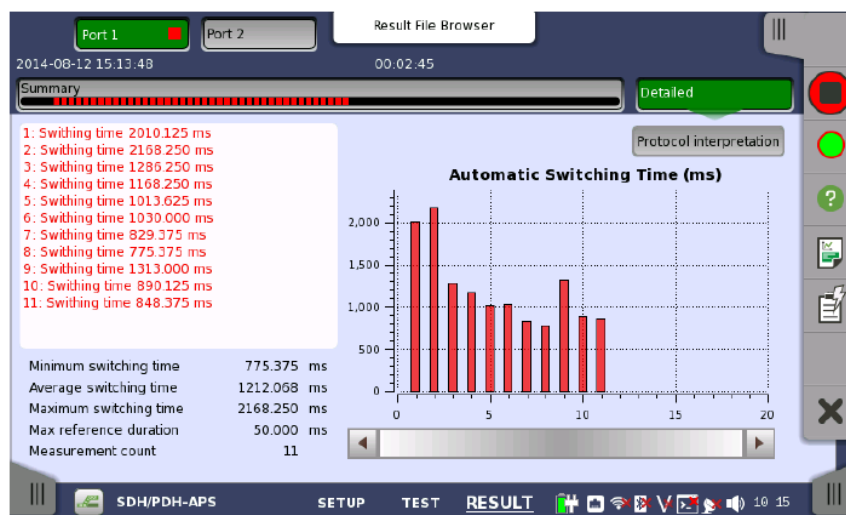 Port 1
Port 2
Result File Browser
2014-08-12 15:13:48
00:02:45
Summary
Detailed
1: Swithing time 2010.125 ms
2: Swithing time 2168.250 ms
3: Swithing time 1286.250 ms
4: Swithing time 1168.250 ms
5: Swithing time 1013.625 ms
6: Swithing time 1030.000 ms
7: Swithing time 829.375 ms
8: Swithing time 775.375 ms
9: Swithing time 1313.000 ms
10: Swithing time 890.125 ms
11: Swithing time 848.375 ms
Protocol interpretation
Automatic Switching Time (ms)
2,000
1,500
1,000
500
0
0 5 10 15 20
Minimum switching time 775.375 ms
Average switching time 1212.068 ms
Maximum switching time 2168.250 ms
Max reference duration 50.000 ms
Measurement count 11
SDH/PDH-APS
SETUP TEST RESULT
10 15